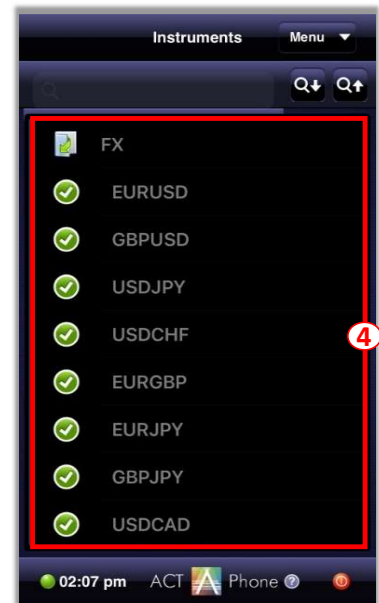 Instruments Menu
FX
EURUSD
GBPUSD
USDJPY
USDCHF
4
EURGBP
EURJPY
GBPJPY
USDCAD
02:07 pm ACT Phone ?